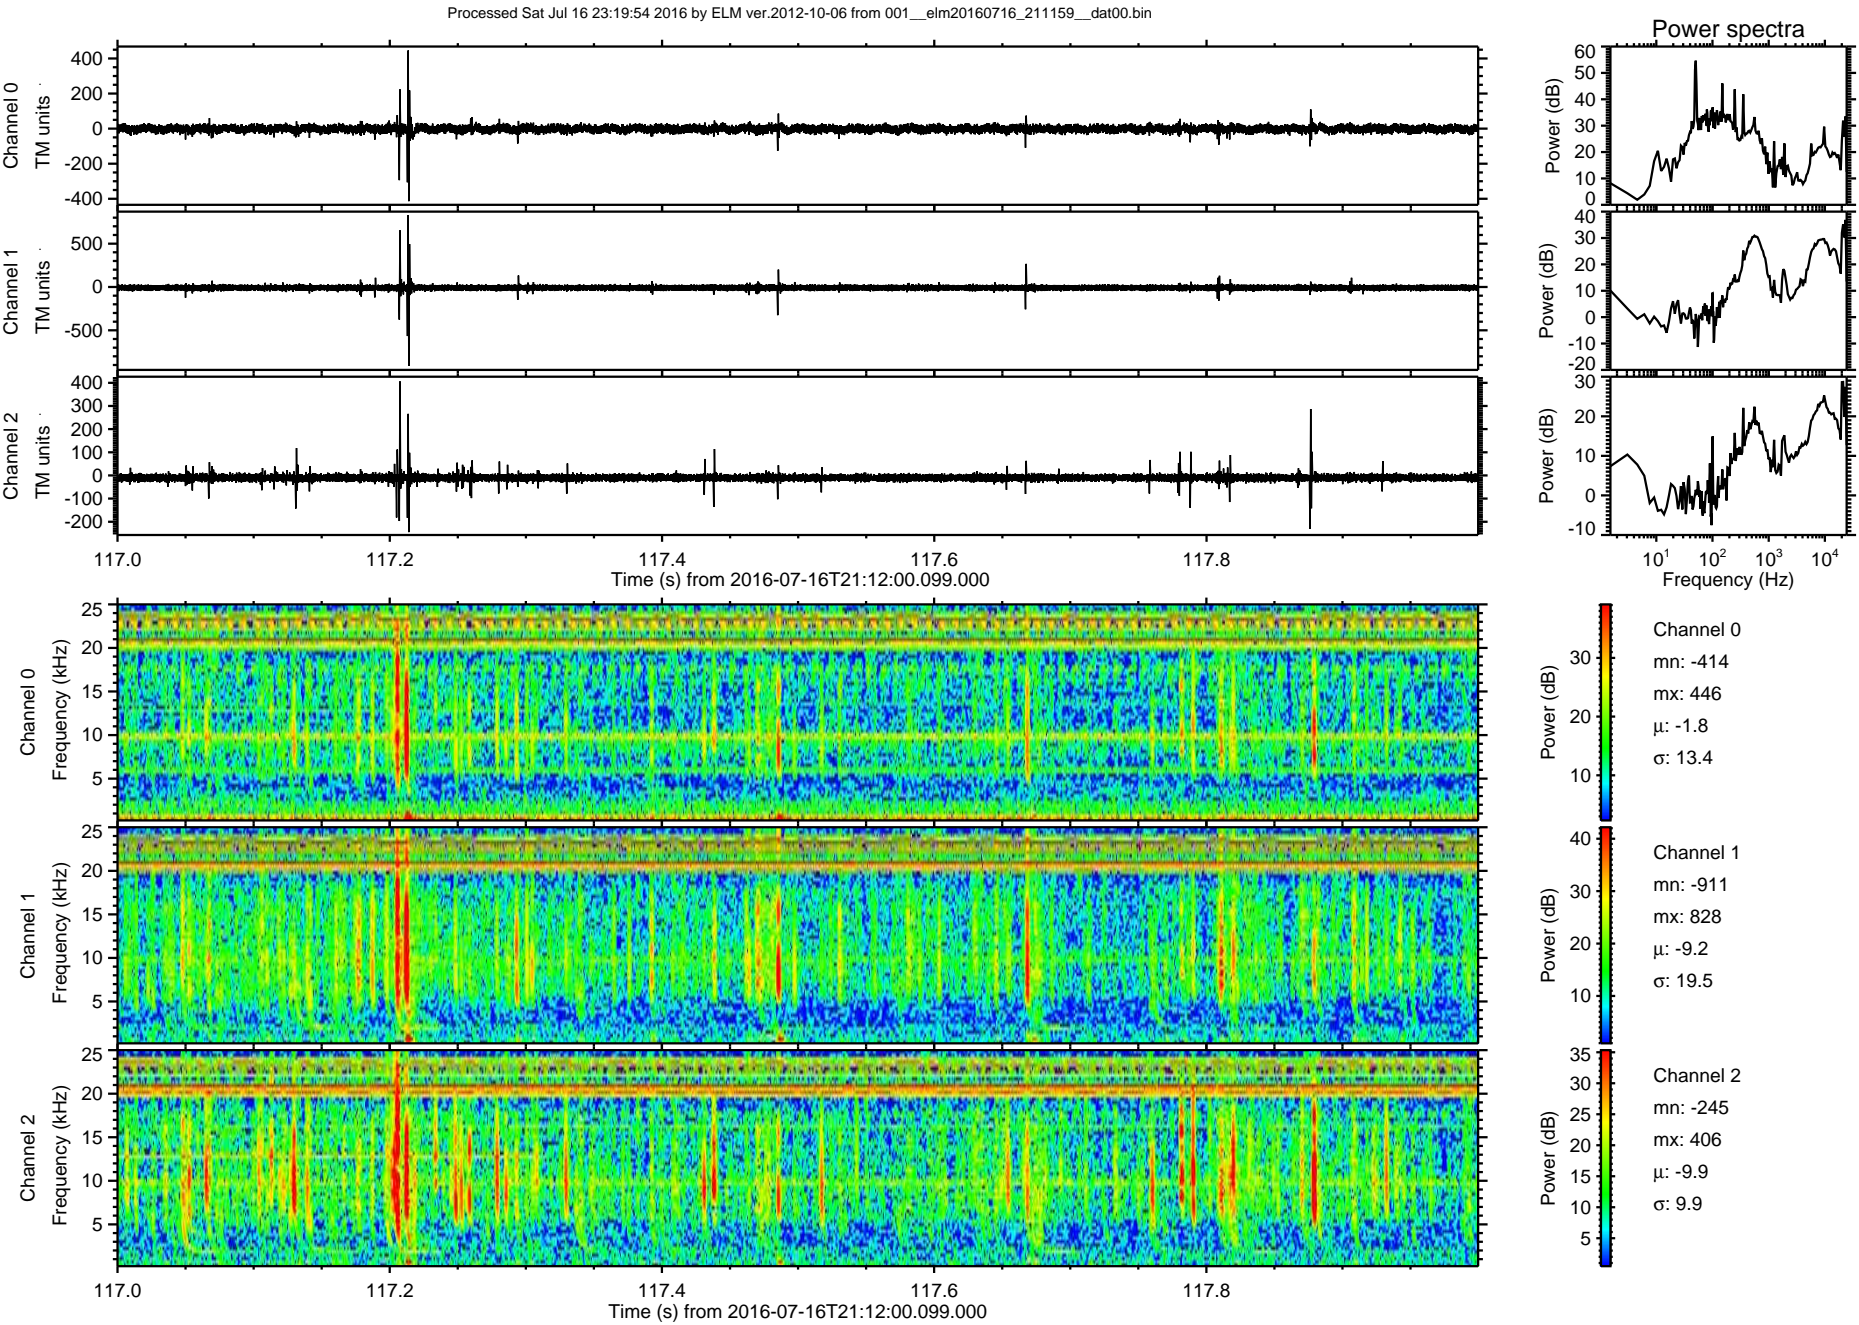 Processed Sat Jul 16 23:19:54 2016 by ELM ver.2012-10-06 from 001__elm20160716_211159__dat00.bin
Power spectra
Channel 0
TM units
400
200
0
-200
-400
Power (dB)
60
50
40
30
20
10
0
Channel 1
TM units
500
0
-500
Power (dB)
40
30
20
10
0
-10
-20
Channel 2
TM units
400
300
200
100
0
-100
-200
Power (dB)
30
20
10
0
-10
117.0 117.2 117.4 117.6 117.8
Time (s) from 2016-07-16T21:12:00.099.000
10^1 10^2 10^3 10^4
Frequency (Hz)
Channel 0
Frequency (kHz)
25
20
15
10
5
Power (dB)
30
20
10
Channel 0
mn: -414
mx: 446
μ: -1.8
σ: 13.4
Channel 1
Frequency (kHz)
25
20
15
10
5
Power (dB)
40
30
20
10
Channel 1
mn: -911
mx: 828
μ: -9.2
σ: 19.5
Channel 2
Frequency (kHz)
25
20
15
10
5
Power (dB)
35
30
25
20
15
10
5
Channel 2
mn: -245
mx: 406
μ: -9.9
σ: 9.9
117.0 117.2 117.4 117.6 117.8
Time (s) from 2016-07-16T21:12:00.099.000